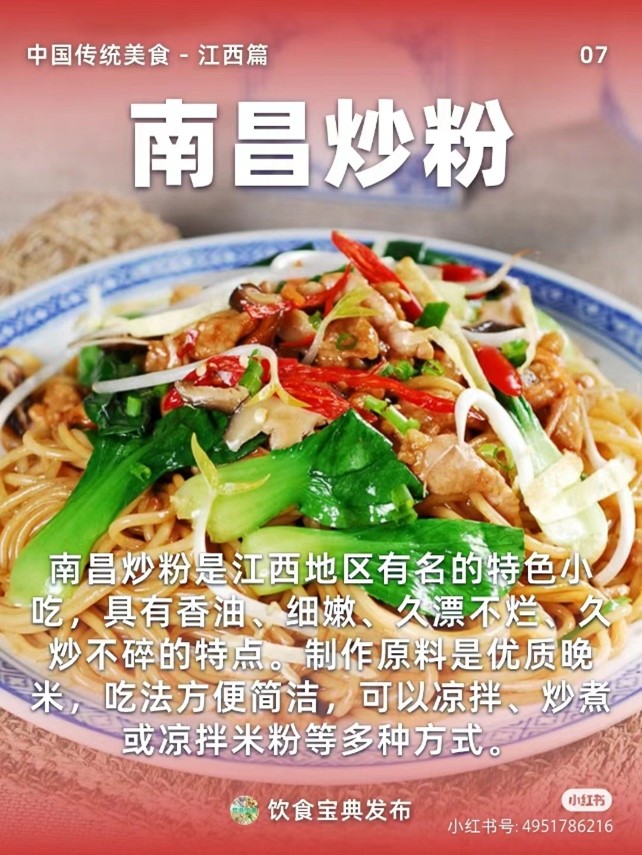 中国传统美食 - 江西篇
07
南昌炒粉
南昌炒粉是江西地区有名的特色小
吃，具有香油、细嫩、久漂不烂、久
炒不碎的特点。制作原料是优质晚
米，吃法方便简洁，可以凉拌、炒煮
或凉拌米粉等多种方式。
饮食宝典发布
小红书
小红书号: 4951786216